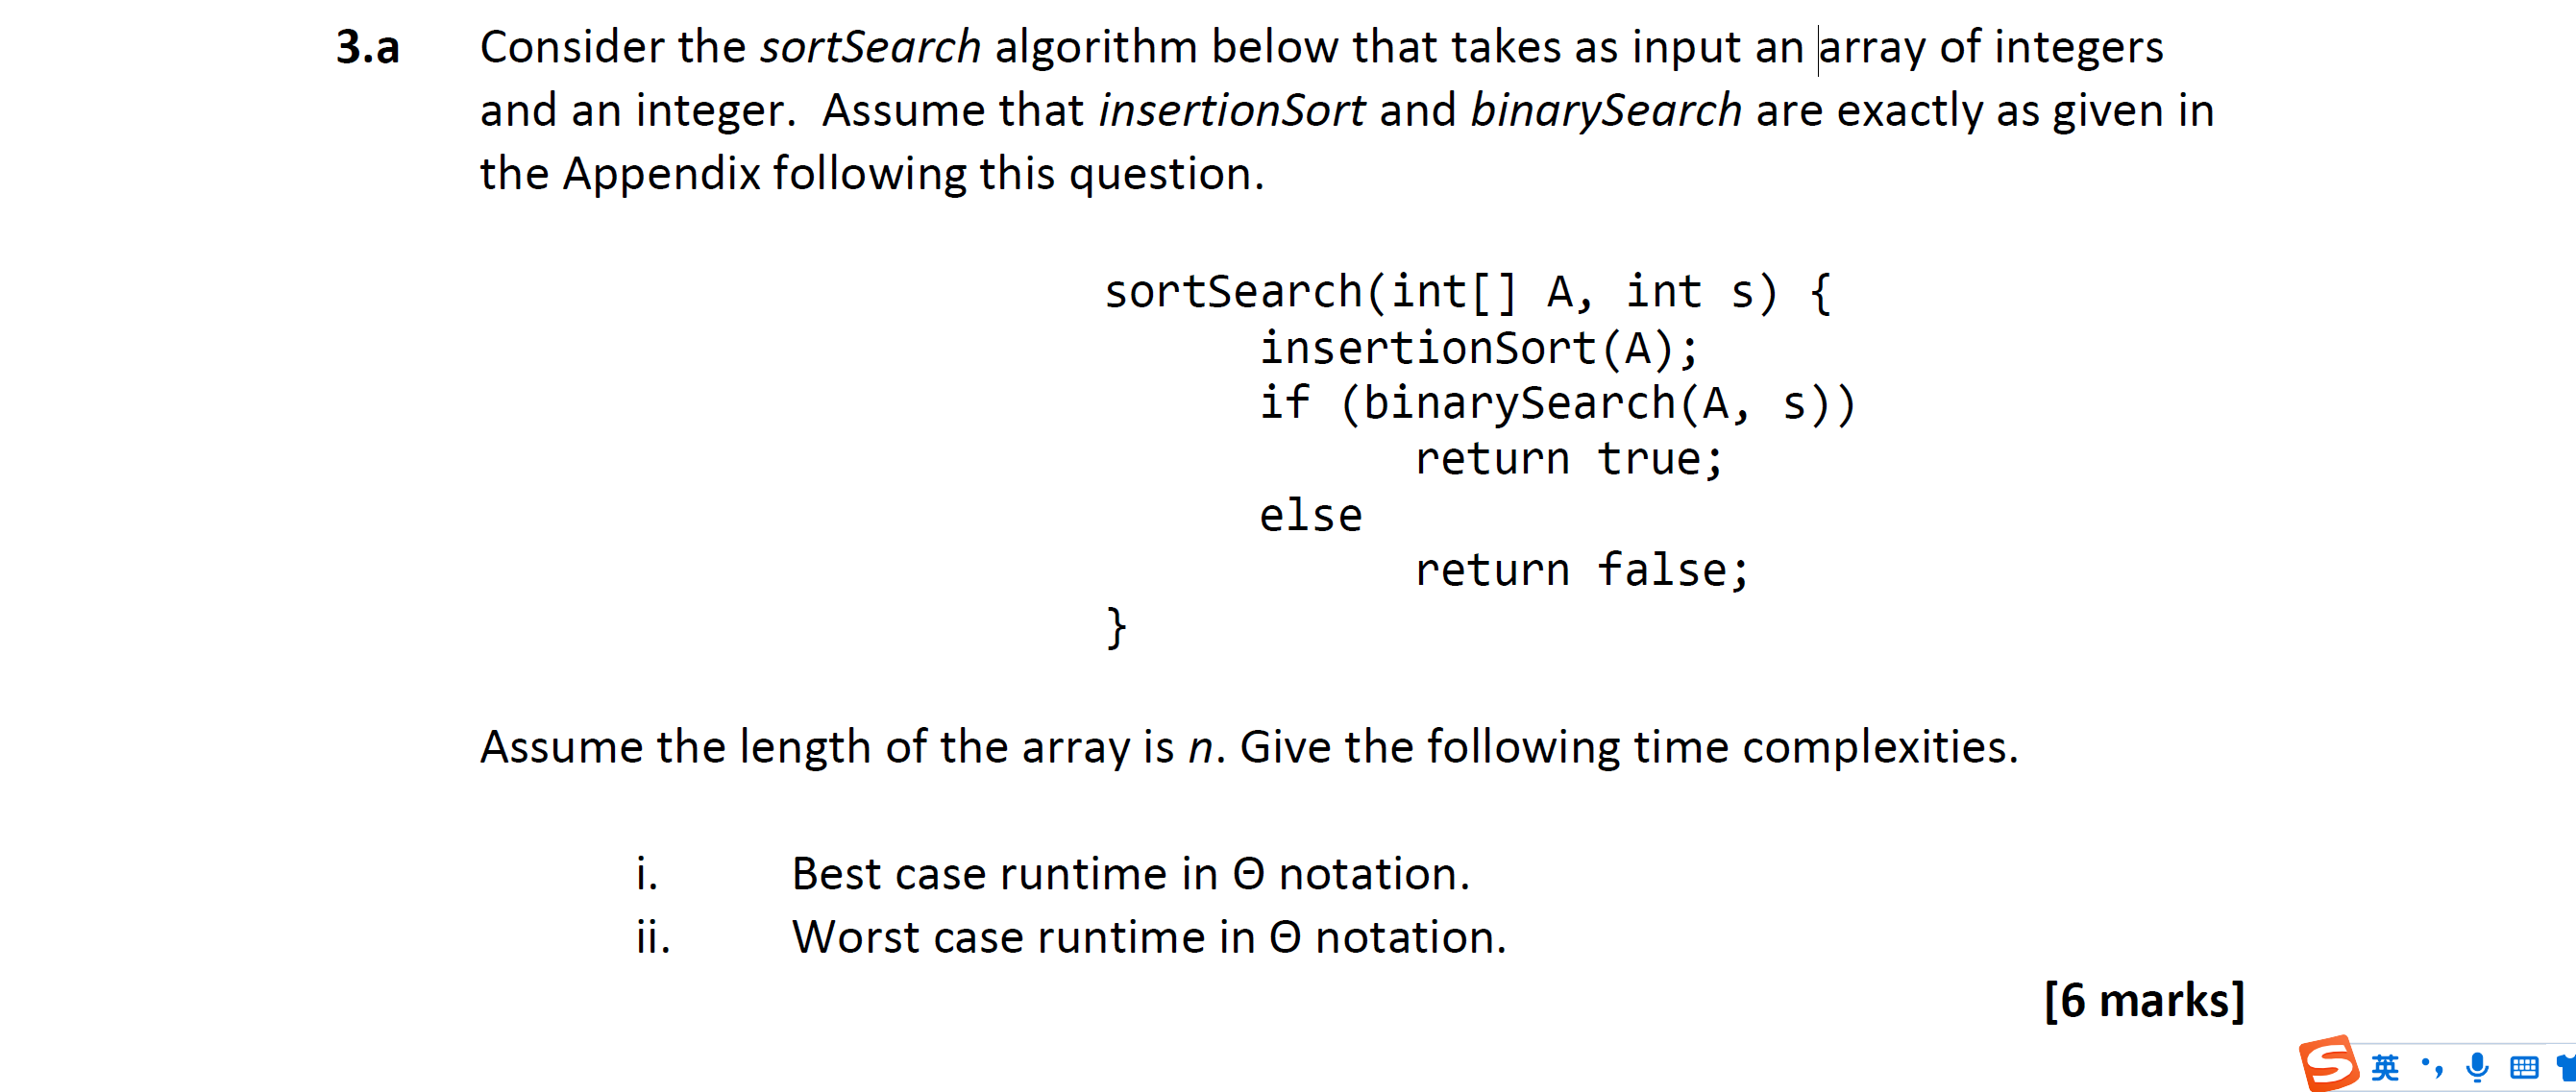 3.a Consider the sortSearch algorithm below that takes as input an array of integers
and an integer. Assume that insertionSort and binarySearch are exactly as given in
the Appendix following this question.
sortSearch(int[] A, int s) {
insertionSort(A);
if (binarySearch(A, s))
return true;
else
return false;
}
Assume the length of the array is n. Give the following time complexities.
i. Best case runtime in Θ notation.
ii. Worst case runtime in Θ notation.
[6 marks]
S 英